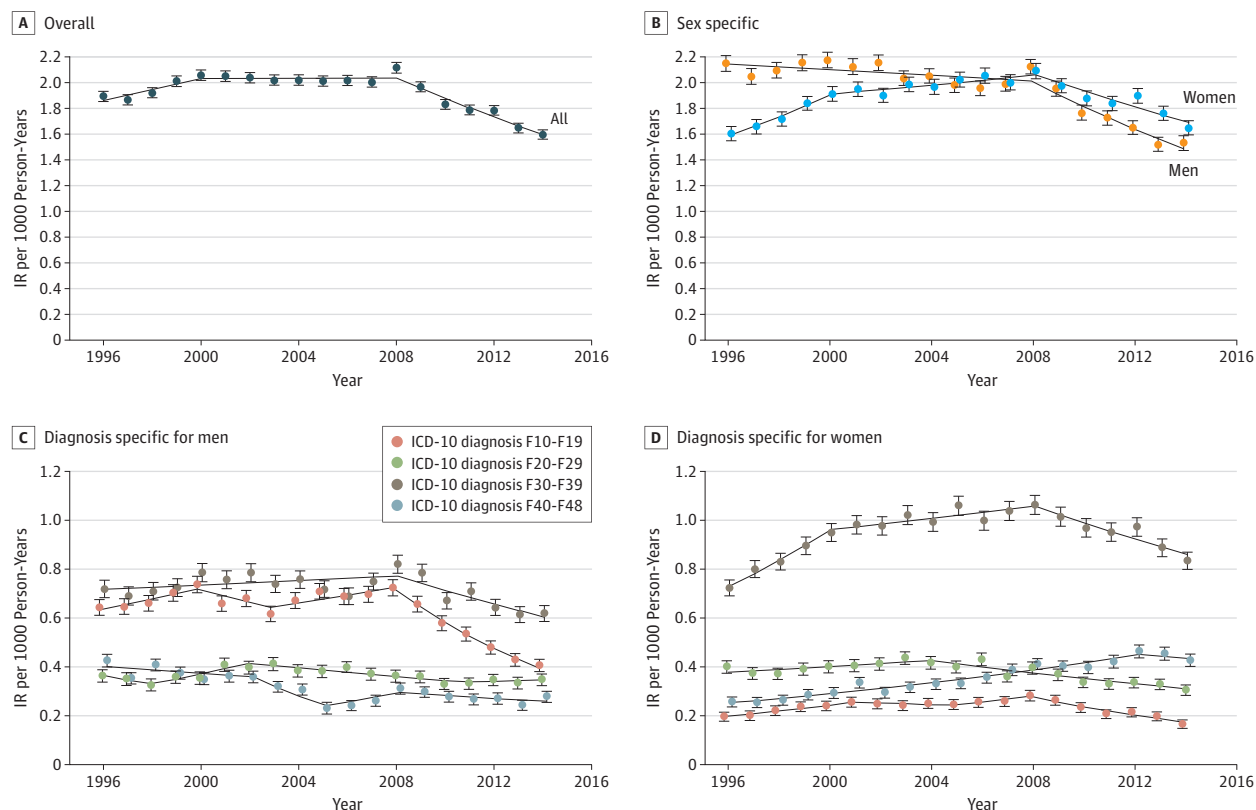 A Overall
IR per 1000 Person-Years
2.2
2.0
1.8
1.6
1.4
1.2
1.0
0.8
0.6
0.4
0.2
0
All
1996 2000 2004 2008 2012 2016
Year
B Sex specific
IR per 1000 Person-Years
2.2
2.0
1.8
1.6
1.4
1.2
1.0
0.8
0.6
0.4
0.2
0
Women
Men
1996 2000 2004 2008 2012 2016
Year
C Diagnosis specific for men
ICD-10 diagnosis F10-F19
ICD-10 diagnosis F20-F29
ICD-10 diagnosis F30-F39
ICD-10 diagnosis F40-F48
IR per 1000 Person-Years
1.2
1.0
0.8
0.6
0.4
0.2
0
1996 2000 2004 2008 2012 2016
Year
D Diagnosis specific for women
IR per 1000 Person-Years
1.2
1.0
0.8
0.6
0.4
0.2
0
1996 2000 2004 2008 2012 2016
Year